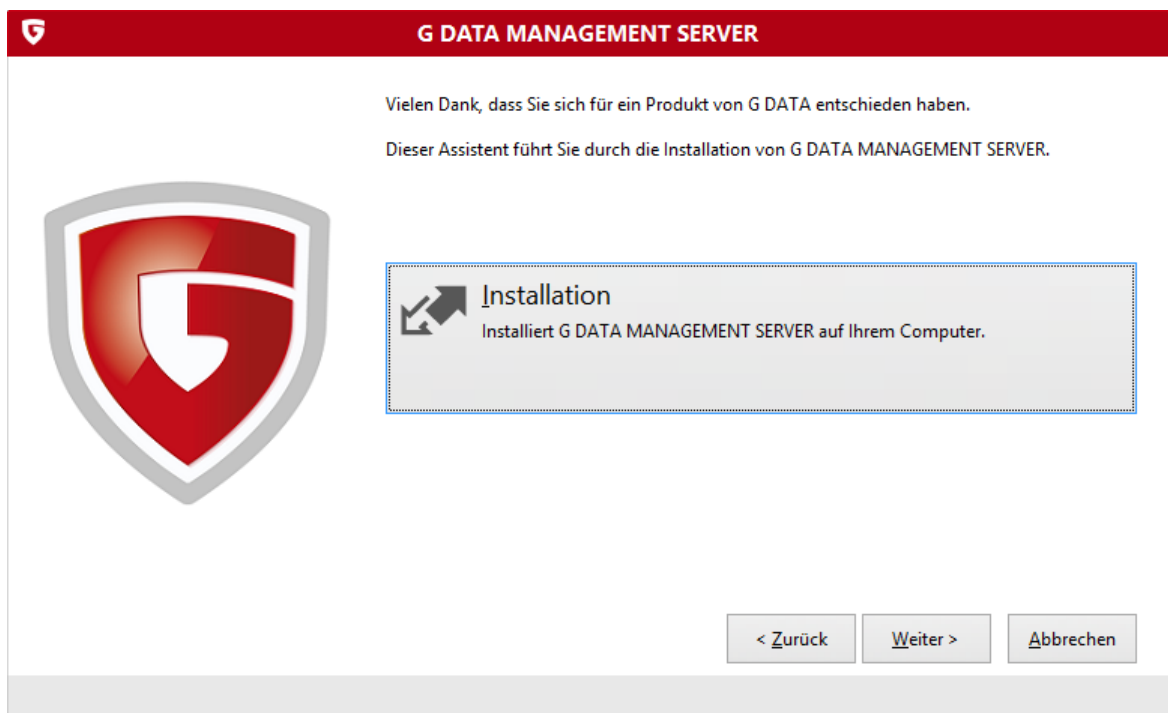 G DATA MANAGEMENT SERVER
Vielen Dank, dass Sie sich für ein Produkt von G DATA entschieden haben.
Dieser Assistent führt Sie durch die Installation von G DATA MANAGEMENT SERVER.
Installation
Installiert G DATA MANAGEMENT SERVER auf Ihrem Computer.
< Zurück Weiter > Abbrechen